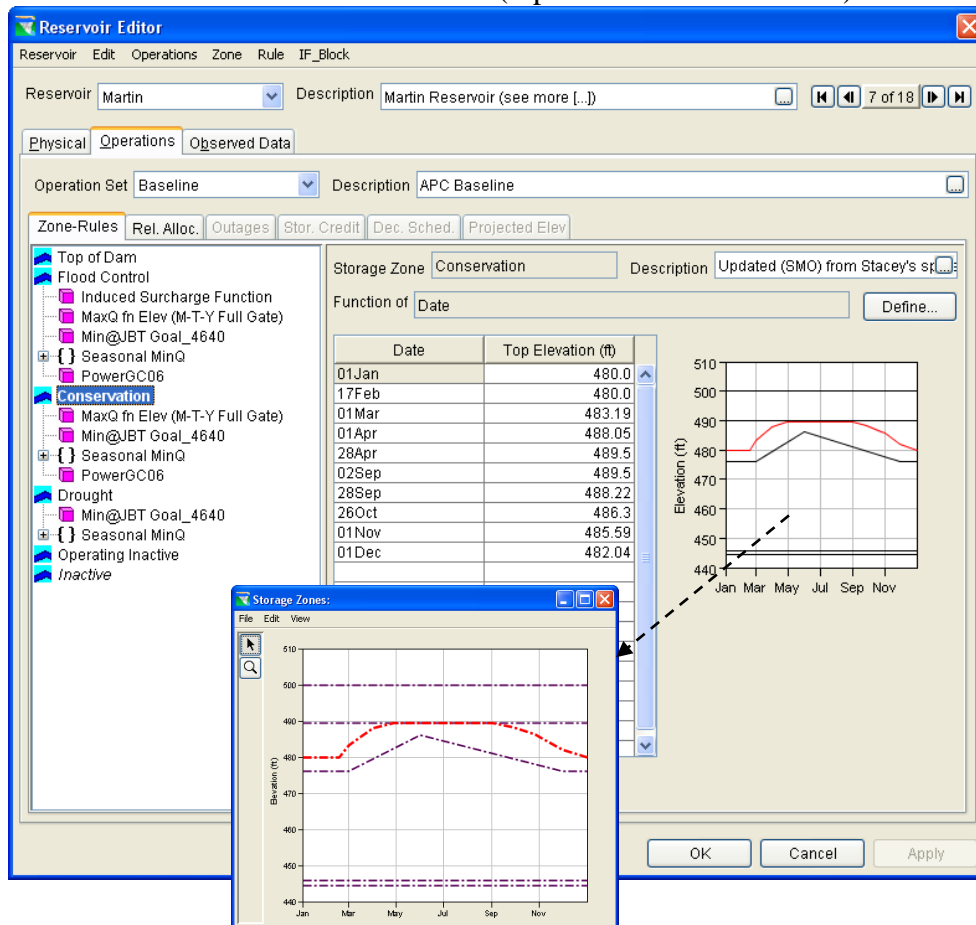 Reservoir Editor
Reservoir Edit Operations Zone Rule IF_Block
Reservoir Martin Description Martin Reservoir (see more [...]) ... 7 of 18
Physical Operations Observed Data
Operation Set Baseline Description APC Baseline ...
Zone-Rules Rel. Alloc. Outages Stor. Credit Dec. Sched. Projected Elev
Top of Dam
Flood Control
Induced Surcharge Function
MaxQ fn Elev (M-T-Y Full Gate)
Min@JBT Goal_4640
{ } Seasonal MinQ
PowerGC06
Conservation
MaxQ fn Elev (M-T-Y Full Gate)
Min@JBT Goal_4640
{ } Seasonal MinQ
PowerGC06
Drought
Min@JBT Goal_4640
{ } Seasonal MinQ
Operating Inactive
Inactive
Storage Zone Conservation Description Updated (SMO) from Stacey's ...
Function of Date Define...
Date Top Elevation (ft)
01Jan 480.0
17Feb 480.0
01Mar 483.19
01Apr 488.05
28Apr 489.5
02Sep 489.5
28Sep 488.22
26Oct 486.3
01Nov 485.59
01Dec 482.04
510
500
490
480
470
460
450
440
Elevation (ft)
Jan Mar May Jul Sep Nov
Storage Zones:
File Edit View
510
500
490
480
470
460
450
440
Elevation (ft)
Jan Mar May Jul Sep Nov
OK Cancel Apply